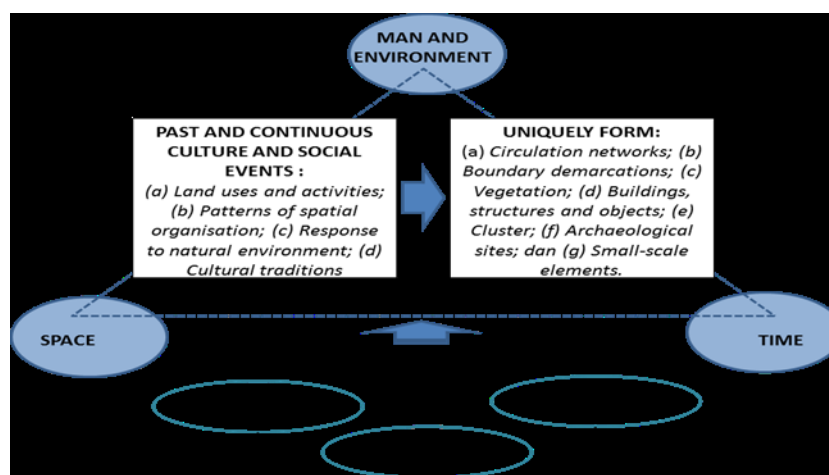 MAN AND
ENVIRONMENT
PAST AND CONTINUOUS
CULTURE AND SOCIAL
EVENTS :
(a) Land uses and activities;
(b) Patterns of spatial
organisation; (c) Response
to natural environment; (d)
Cultural traditions
UNIQUELY FORM:
(a) Circulation networks; (b)
Boundary demarcations; (c)
Vegetation; (d) Buildings,
structures and objects; (e)
Cluster; (f) Archaeological
sites; dan (g) Small-scale
elements.
SPACE
TIME